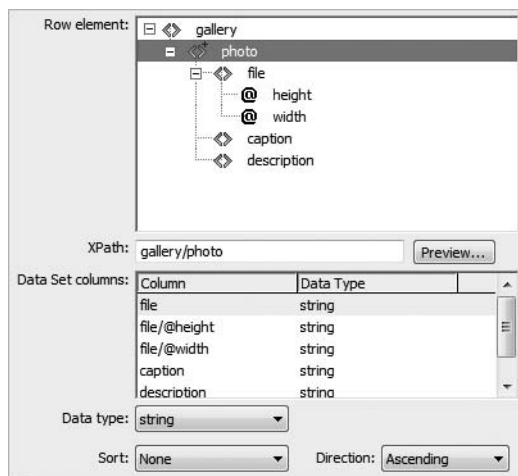 Row element:
gallery
photo
file
@ height
@ width
caption
description
XPath: gallery/photo Preview...
Data Set columns: Column Data Type
file string
file/@height string
file/@width string
caption string
description string
Data type: string
Sort: None Direction: Ascending